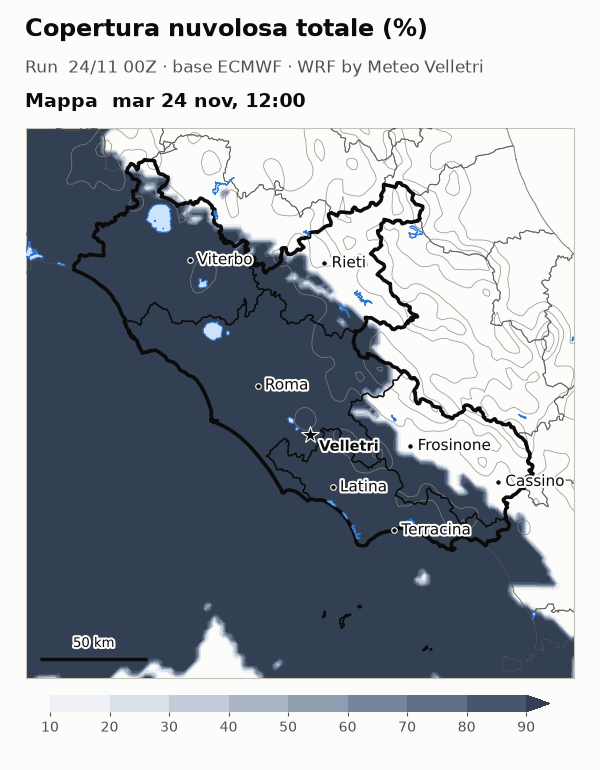 Copertura nuvolosa totale (%)
Run  24/11 00Z · base ECMWF · WRF by Meteo Velletri
Mappa  mar 24 nov, 12:00
Viterbo
Rieti
Roma
Velletri
Frosinone
Latina
Cassino
Terracina
50 km
10 20 30 40 50 60 70 80 90